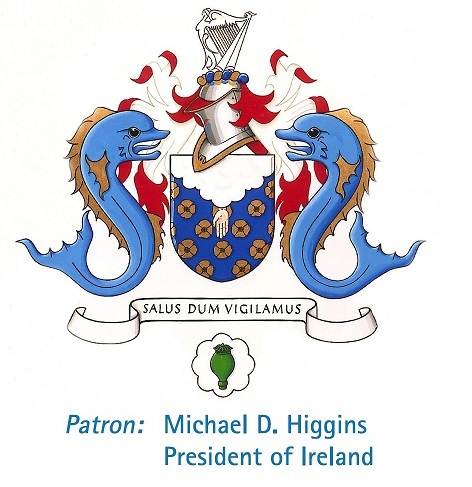 SALUS DUM VIGILAMUS
Patron: Michael D. Higgins
President of Ireland